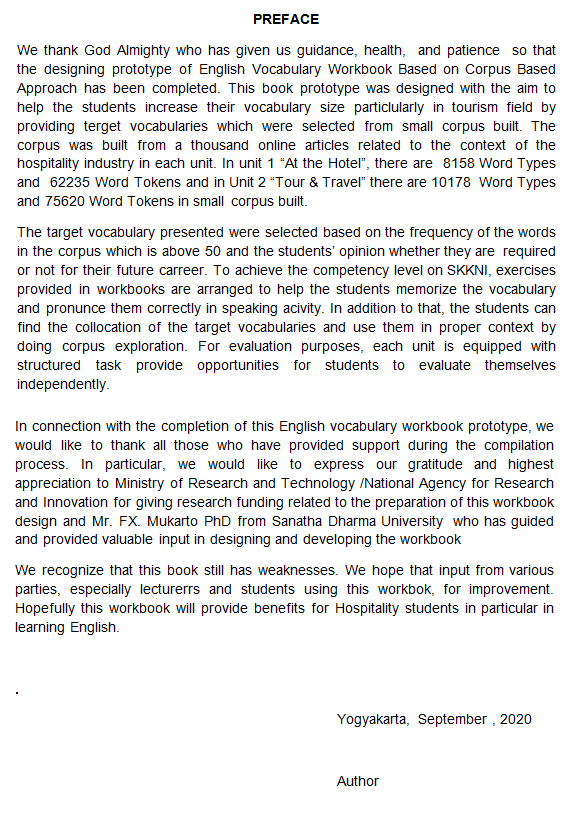 PREFACE
We thank God Almighty who has given us guidance, health, and patience so that
the designing prototype of English Vocabulary Workbook Based on Corpus Based
Approach has been completed. This book prototype was designed with the aim to
help the students increase their vocabulary size particlularly in tourism field by
providing terget vocabularies which were selected from small corpus built. The
corpus was built from a thousand online articles related to the context of the
hospitality industry in each unit. In unit 1 “At the Hotel”, there are 8158 Word Types
and 62235 Word Tokens and in Unit 2 “Tour & Travel” there are 10178 Word Types
and 75620 Word Tokens in small corpus built.
The target vocabulary presented were selected based on the frequency of the words
in the corpus which is above 50 and the students’ opinion whether they are required
or not for their future carreer. To achieve the competency level on SKKNI, exercises
provided in workbooks are arranged to help the students memorize the vocabulary
and pronunce them correctly in speaking acivity. In addition to that, the students can
find the collocation of the target vocabularies and use them in proper context by
doing corpus exploration. For evaluation purposes, each unit is equipped with
structured task provide opportunities for students to evaluate themselves
independently.
In connection with the completion of this English vocabulary workbook prototype, we
would like to thank all those who have provided support during the compilation
process. In particular, we would like to express our gratitude and highest
appreciation to Ministry of Research and Technology /National Agency for Research
and Innovation for giving research funding related to the preparation of this workbook
design and Mr. FX. Mukarto PhD from Sanatha Dharma University who has guided
and provided valuable input in designing and developing the workbook
We recognize that this book still has weaknesses. We hope that input from various
parties, especially lecturerrs and students using this workbok, for improvement.
Hopefully this workbook will provide benefits for Hospitality students in particular in
learning English.
.
Yogyakarta, September , 2020
Author